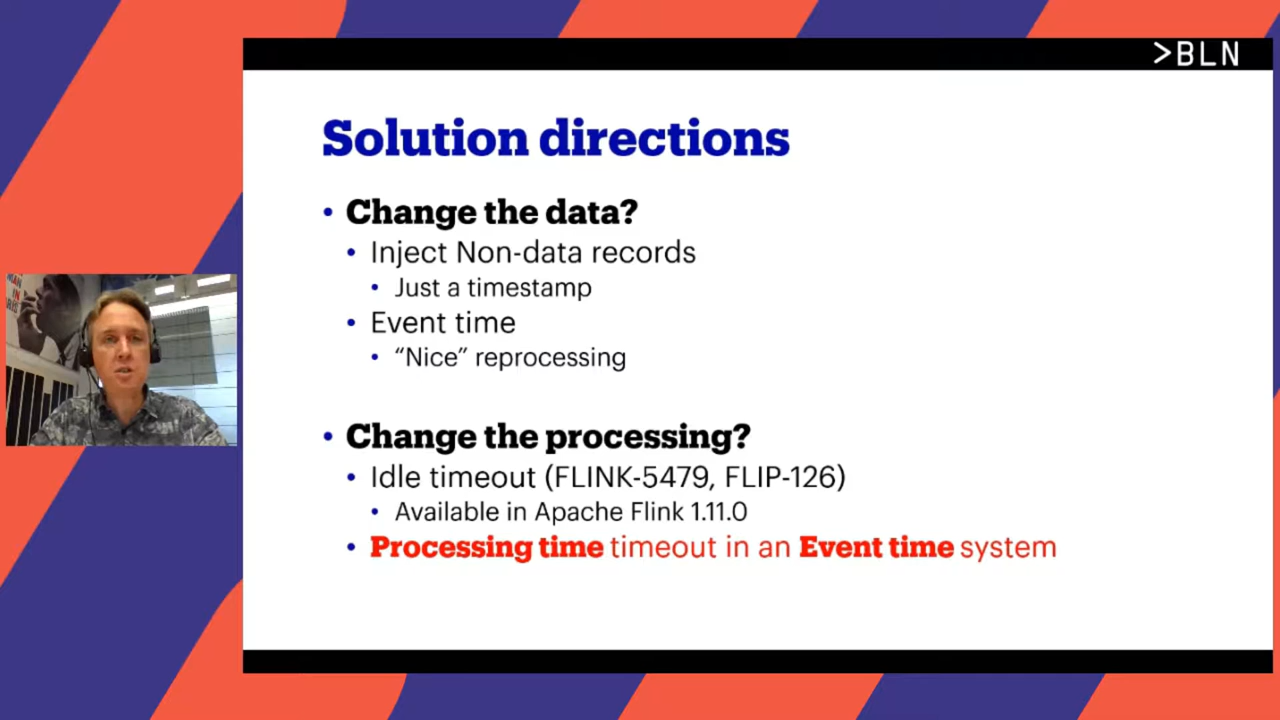 >BLN
Solution directions
• Change the data?
• Inject Non-data records
• Just a timestamp
• Event time
• “Nice” reprocessing
• Change the processing?
• Idle timeout (FLINK-5479, FLIP-126)
• Available in Apache Flink 1.11.0
• Processing time timeout in an Event time system
IN